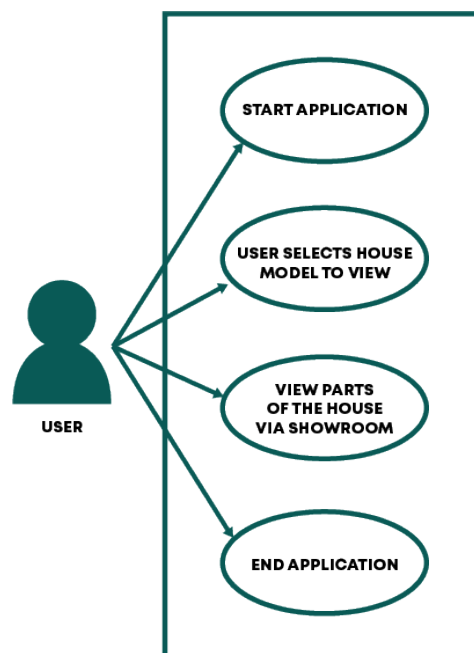 START APPLICATION
USER SELECTS HOUSE
MODEL TO VIEW
VIEW PARTS
OF THE HOUSE
VIA SHOWROOM
USER
END APPLICATION